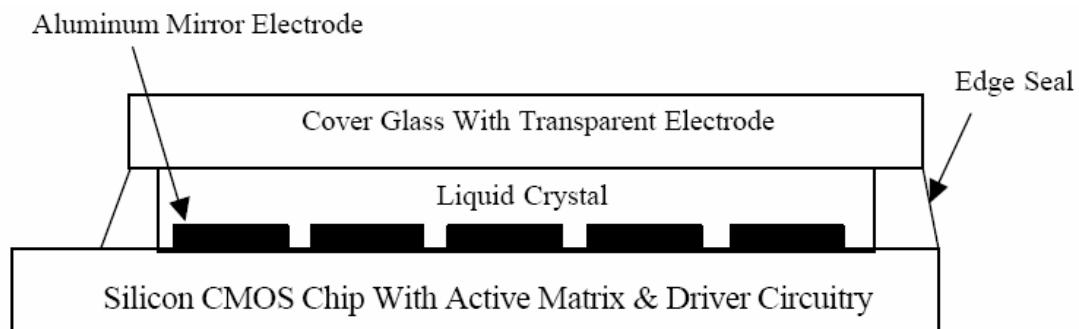 Aluminum Mirror Electrode
Edge Seal
Cover Glass With Transparent Electrode
Liquid Crystal
Silicon CMOS Chip With Active Matrix & Driver Circuitry